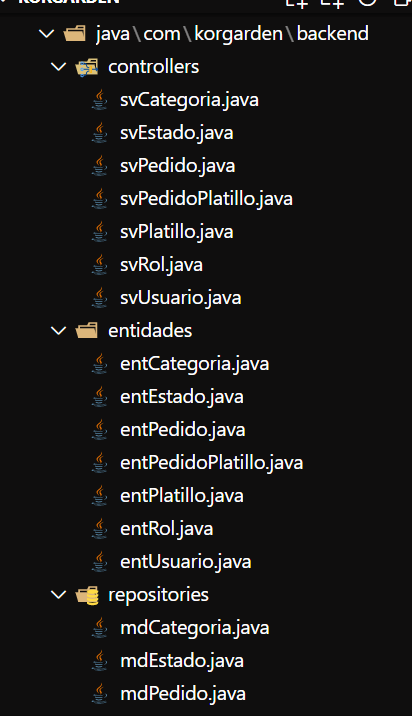 KORGARDEN
java\com\korgarden\backend
controllers
svCategoria.java
svEstado.java
svPedido.java
svPedidoPlatillo.java
svPlatillo.java
svRol.java
svUsuario.java
entidades
entCategoria.java
entEstado.java
entPedido.java
entPedidoPlatillo.java
entPlatillo.java
entRol.java
entUsuario.java
repositories
mdCategoria.java
mdEstado.java
mdPedido.java